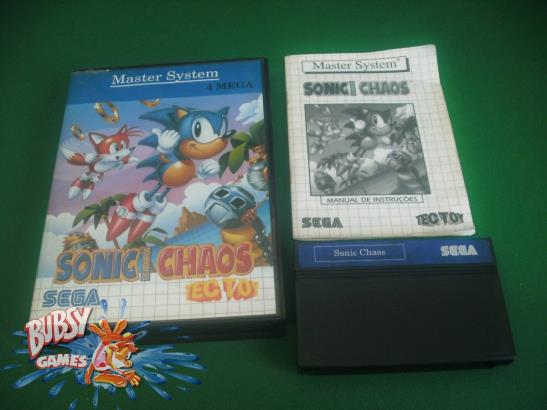 Master System
4 MEGA
SONIC CHAOS
SEGA
TEC TOY
Master System
SONIC CHAOS
MANUAL DE INSTRUÇÕES
SEGA
TEC TOY
Sonic Chaos
SEGA
BUBSY
GAMES